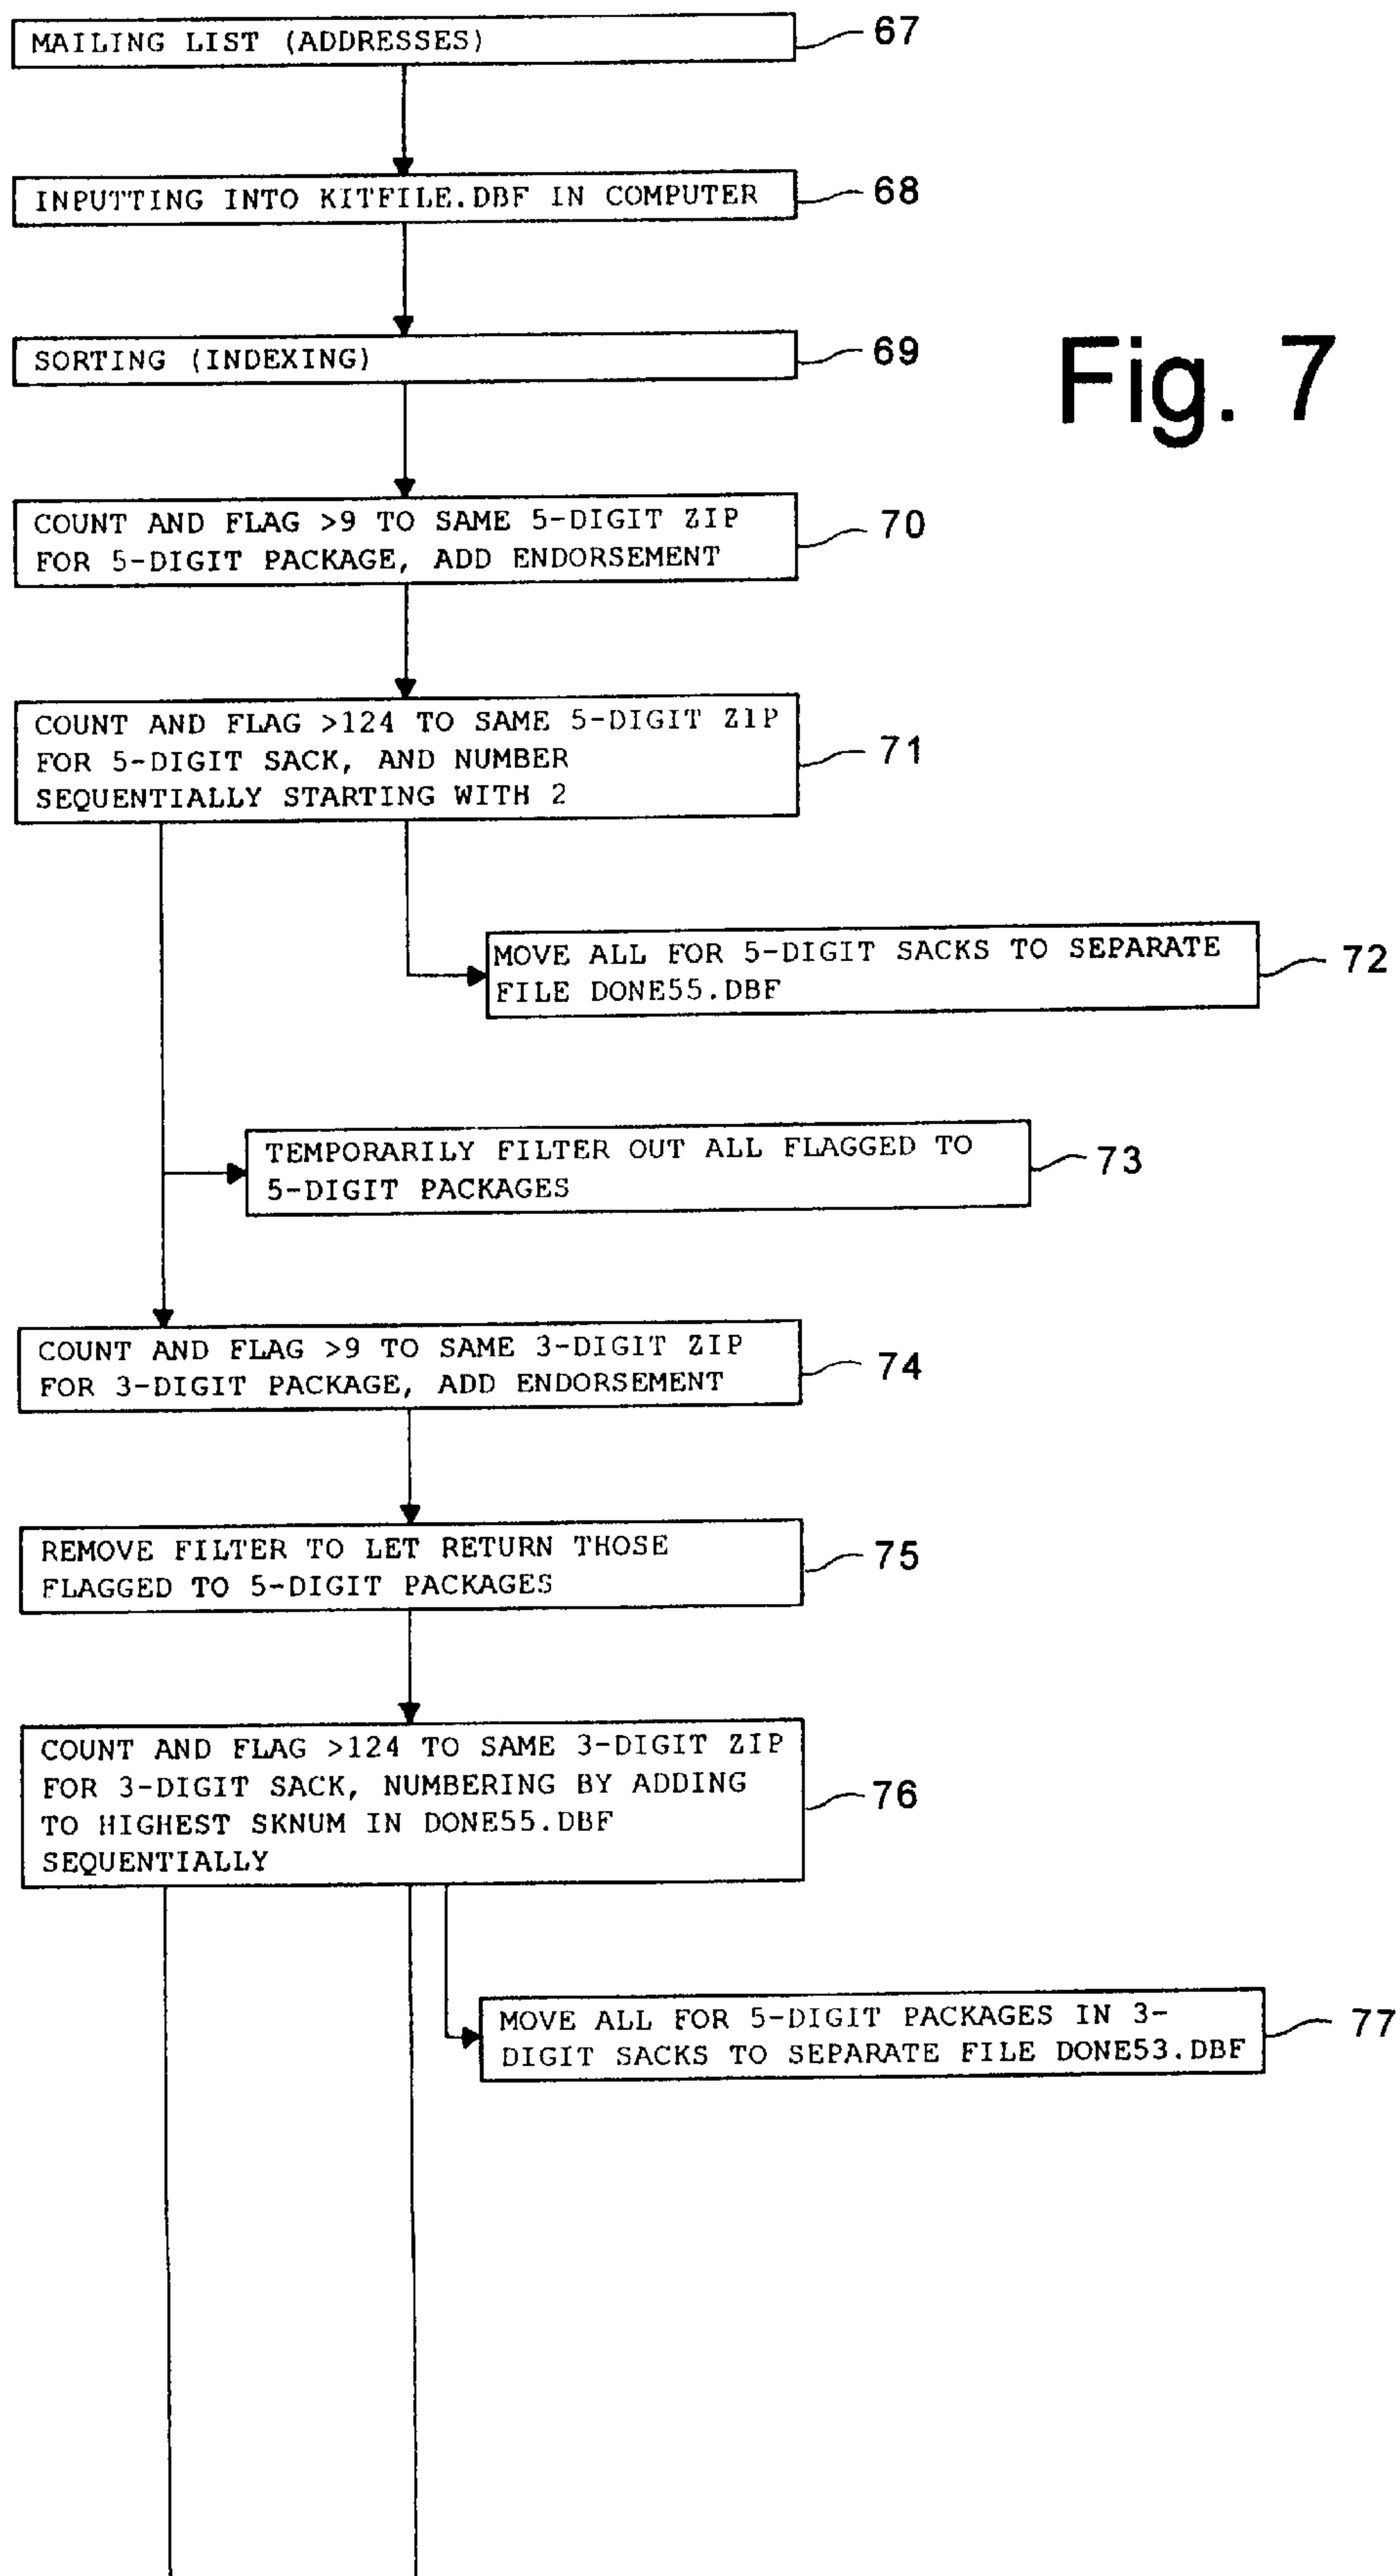 MAILING LIST (ADDRESSES)
67
INPUTTING INTO KITFILE.DBF IN COMPUTER
68
SORTING (INDEXING)
69
Fig. 7
COUNT AND FLAG >9 TO SAME 5-DIGIT ZIP
FOR 5-DIGIT PACKAGE, ADD ENDORSEMENT
70
COUNT AND FLAG >124 TO SAME 5-DIGIT ZIP
FOR 5-DIGIT SACK, AND NUMBER
SEQUENTIALLY STARTING WITH 2
71
MOVE ALL FOR 5-DIGIT SACKS TO SEPARATE
FILE DONE55.DBF
72
TEMPORARILY FILTER OUT ALL FLAGGED TO
5-DIGIT PACKAGES
73
COUNT AND FLAG >9 TO SAME 3-DIGIT ZIP
FOR 3-DIGIT PACKAGE, ADD ENDORSEMENT
74
REMOVE FILTER TO LET RETURN THOSE
FLAGGED TO 5-DIGIT PACKAGES
75
COUNT AND FLAG >124 TO SAME 3-DIGIT ZIP
FOR 3-DIGIT SACK, NUMBERING BY ADDING
TO HIGHEST SKNUM IN DONE55.DBF
SEQUENTIALLY
76
MOVE ALL FOR 5-DIGIT PACKAGES IN 3-
DIGIT SACKS TO SEPARATE FILE DONE53.DBF
77